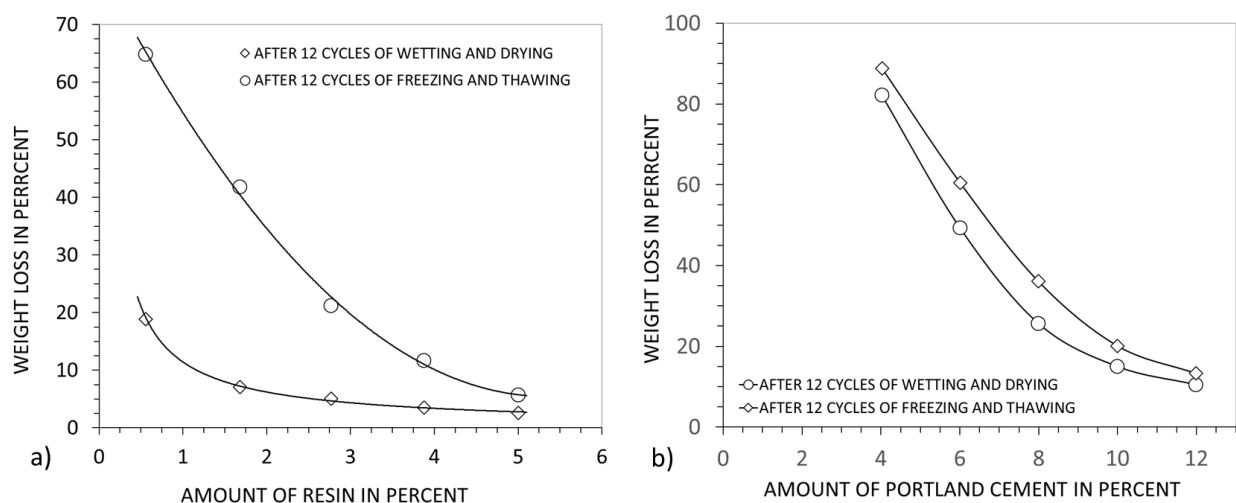 70
60
50
40
30
20
10
0
WEIGHT LOSS IN PERRCENT
AFTER 12 CYCLES OF WETTING AND DRYING
AFTER 12 CYCLES OF FREEZING AND THAWING
0 1 2 3 4 5 6
a)
AMOUNT OF RESIN IN PERCENT
100
80
60
40
20
0
WEIGHT LOSS IN PERRCENT
AFTER 12 CYCLES OF WETTING AND DRYING
AFTER 12 CYCLES OF FREEZING AND THAWING
0 2 4 6 8 10 12
b)
AMOUNT OF PORTLAND CEMENT IN PERCENT